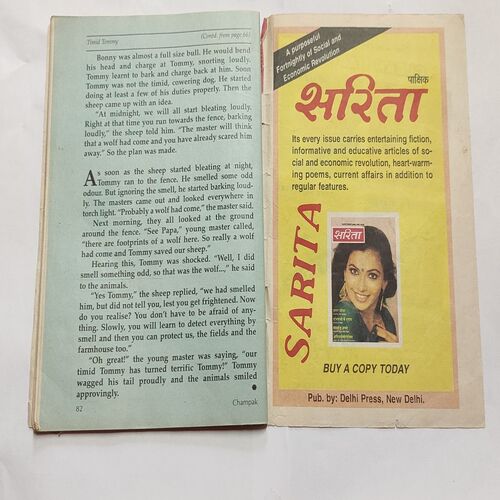 Timid Tommy (Contd. from page 66)
Bonny was almost a full size bull. He would bend
his head and charge at Tommy, snorting loudly.
Tommy learnt to bark and charge back at him. Soon
Tommy was not the timid, cowering dog. He started
doing at least a few of his duties properly. Then the
sheep came up with an idea.
"At midnight, we will all start bleating loudly,
Right at that time you run towards the fence, barking
loudly," the sheep told him. "The master will think
that a wolf had come and you have already scared him
away." So the plan was made.
As soon as the sheep started bleating at night,
Tommy ran to the fence. He smelled some odd
odour. But ignoring the smell, he started barking loud-
ly. The masters came out and looked everywhere in
torch light. "Probably a wolf had come," the master said.
Next morning, they all looked at the ground
around the fence. "See Papa," young master called,
"there are footprints of a wolf here. So really a wolf
had come and Tommy saved our sheep."
Hearing this, Tommy was shocked. "Well, I did
smell something odd, so that was the wolf...," he said
to the animals.
"Yes Tommy," the sheep replied, "we had smelled
him, but did not tell you, lest you get frightened. Now
do you realise? You don't have to be afraid of any-
thing. Slowly, you will learn to detect everything by
smell and then you can protect us, the fields and the
farmhouse too."
"Oh great!" the young master was saying, "our
timid Tommy has turned terrific!" Tommy
wagged his tail proudly and the animals smiled
approvingly.
82 Champak
A purposeful
Fortnightly of Social and
Economic Revolution
पाक्षिक
सरिता
Its every issue carries entertaining fiction,
informative and educative articles of so-
cial and economic revolution, heart-warm-
ing poems, current affairs in addition to
regular features.
SARITA
सरिता
BUY A COPY TODAY
Pub. by: Delhi Press, New Delhi.